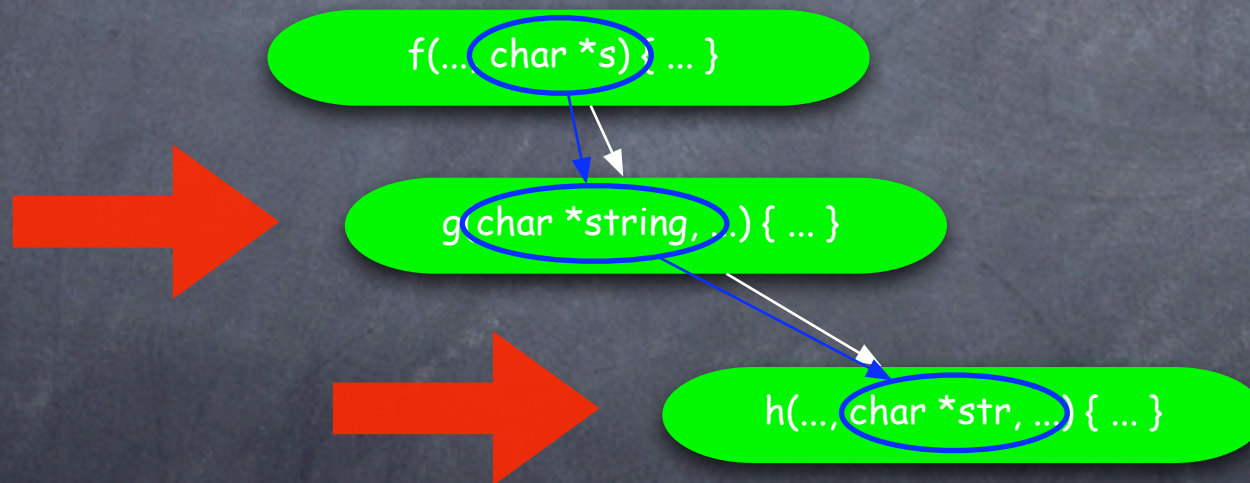 f(..., char *s) { ... }
g(char *string, ...) { ... }
h(..., char *str, ...) { ... }